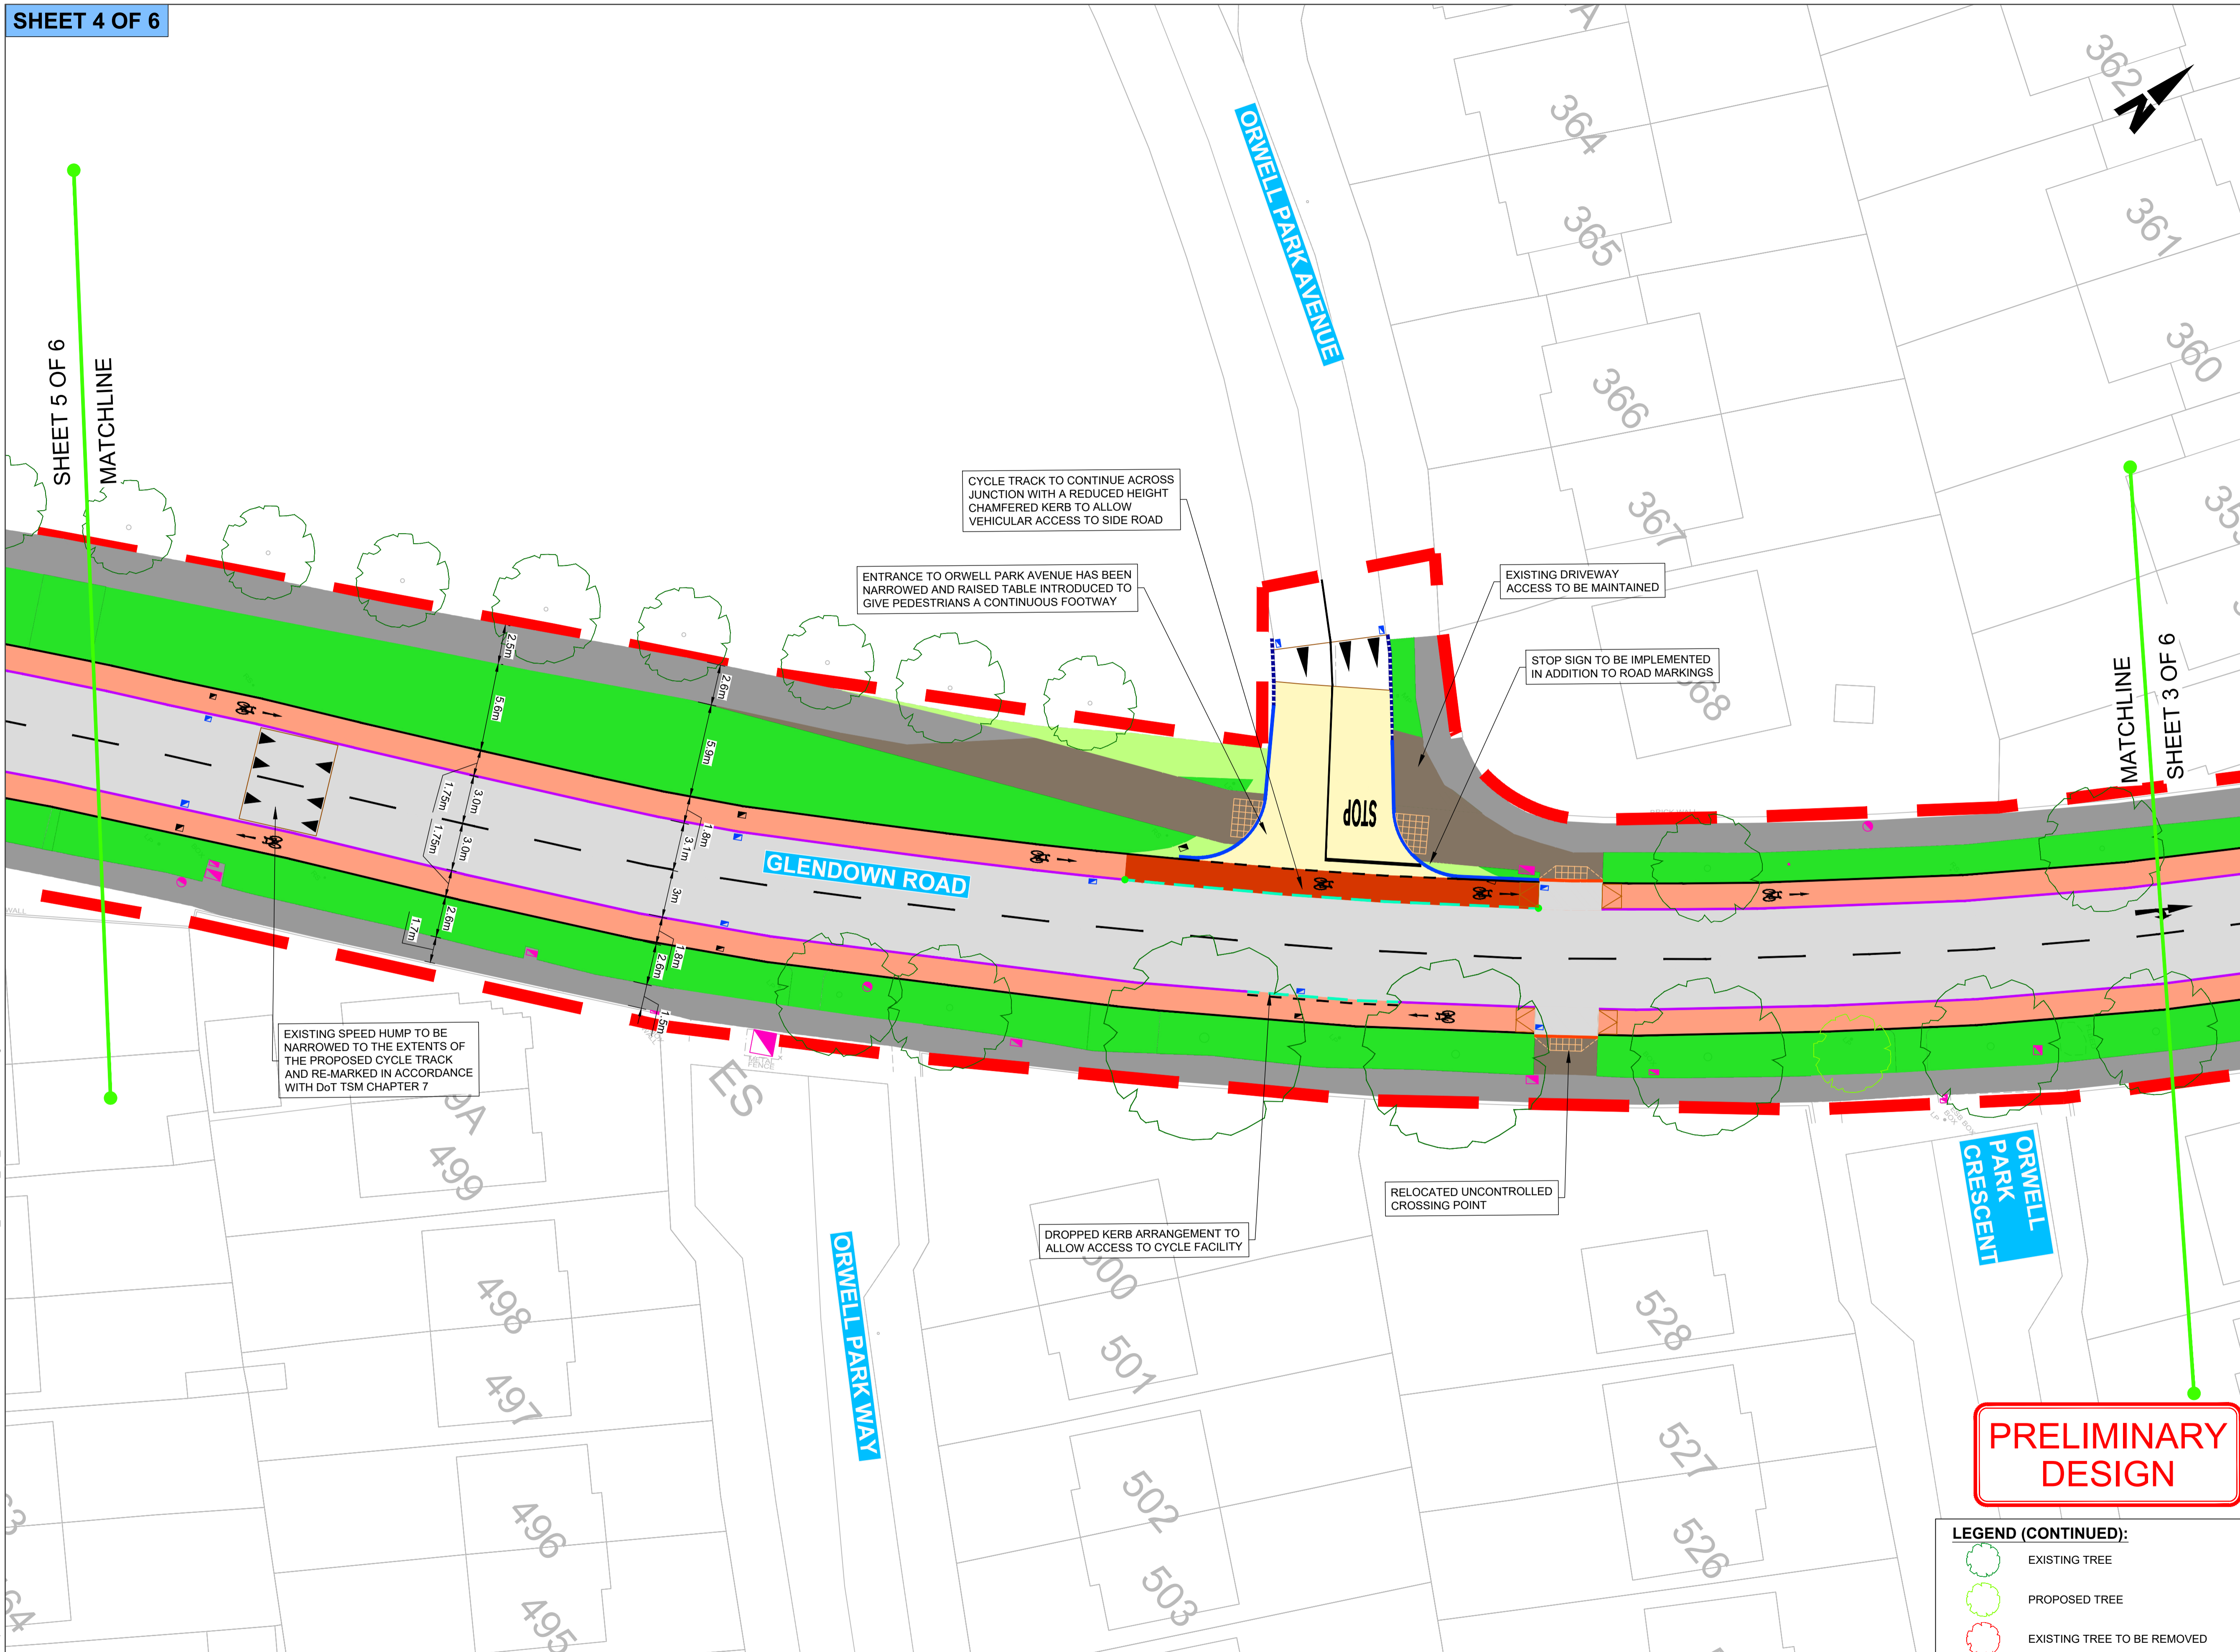 SHEET 4 OF 6
SHEET 5 OF 6
MATCHLINE
ORWELL PARK AVENUE
364
365
366
367
368
362
361
360
N
CYCLE TRACK TO CONTINUE ACROSS
JUNCTION WITH A REDUCED HEIGHT
CHAMFERED KERB TO ALLOW
VEHICULAR ACCESS TO SIDE ROAD
ENTRANCE TO ORWELL PARK AVENUE HAS BEEN
NARROWED AND RAISED TABLE INTRODUCED TO
GIVE PEDESTRIANS A CONTINUOUS FOOTWAY
EXISTING DRIVEWAY
ACCESS TO BE MAINTAINED
STOP SIGN TO BE IMPLEMENTED
IN ADDITION TO ROAD MARKINGS
MATCHLINE
SHEET 3 OF 6
2.5m
5.6m
1.75m
3.0m
1.75m
3.0m
2.6m
1.7m
2.6m
5.9m
1.8m
3.1m
3m
1.8m
2.6m
1.5m
STOP
GLENDOWN ROAD
WALL
EXISTING SPEED HUMP TO BE
NARROWED TO THE EXTENTS OF
THE PROPOSED CYCLE TRACK
AND RE-MARKED IN ACCORDANCE
WITH DoT TSM CHAPTER 7
FENCE
ES
9A
499
498
497
496
495
ORWELL PARK WAY
DROPPED KERB ARRANGEMENT TO
ALLOW ACCESS TO CYCLE FACILITY
RELOCATED UNCONTROLLED
CROSSING POINT
500
501
502
503
528
527
526
ORWELL
PARK
CRESCENT
PRELIMINARY
DESIGN
LEGEND (CONTINUED):
EXISTING TREE
PROPOSED TREE
EXISTING TREE TO BE REMOVED